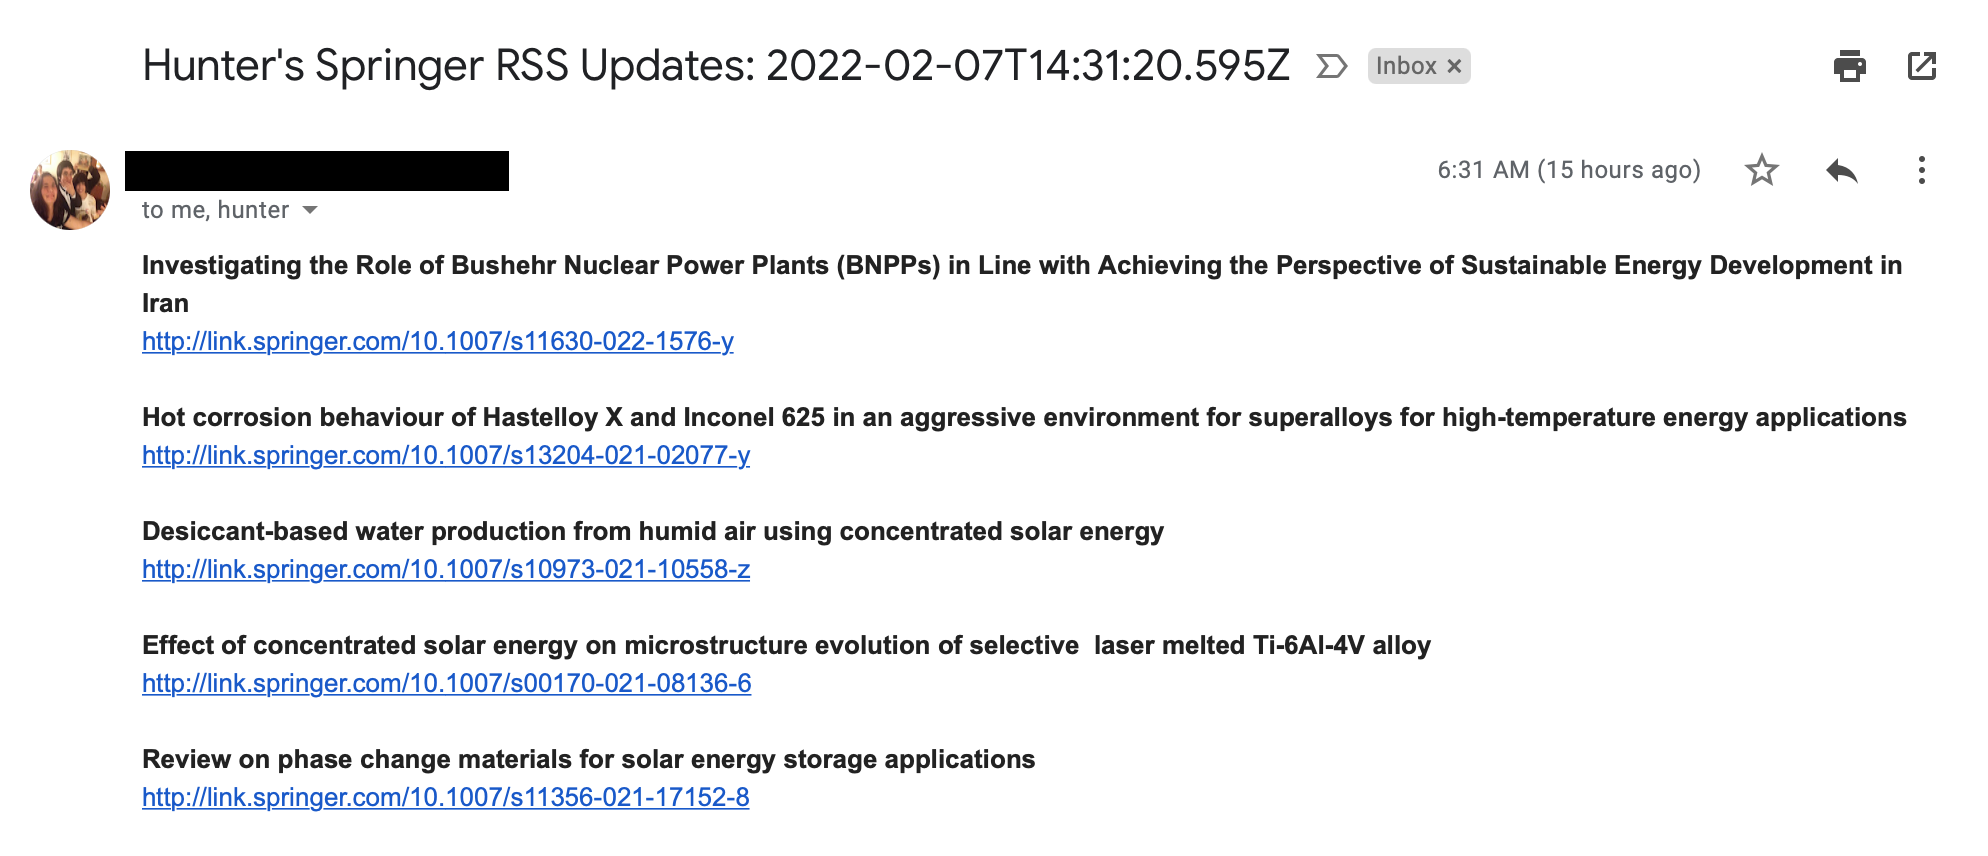 Hunter's Springer RSS Updates: 2022-02-07T14:31:20.595Z Inbox ×
6:31 AM (15 hours ago)
to me, hunter
Investigating the Role of Bushehr Nuclear Power Plants (BNPPs) in Line with Achieving the Perspective of Sustainable Energy Development in
Iran
http://link.springer.com/10.1007/s11630-022-1576-y
Hot corrosion behaviour of Hastelloy X and Inconel 625 in an aggressive environment for superalloys for high-temperature energy applications
http://link.springer.com/10.1007/s13204-021-02077-y
Desiccant-based water production from humid air using concentrated solar energy
http://link.springer.com/10.1007/s10973-021-10558-z
Effect of concentrated solar energy on microstructure evolution of selective  laser melted Ti-6Al-4V alloy
http://link.springer.com/10.1007/s00170-021-08136-6
Review on phase change materials for solar energy storage applications
http://link.springer.com/10.1007/s11356-021-17152-8